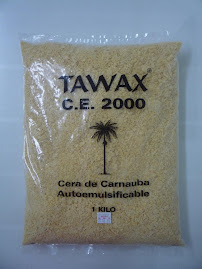 TAWAX®
C.E. 2000
Cera de Carnauba
Autoemulsificable
1 KILO